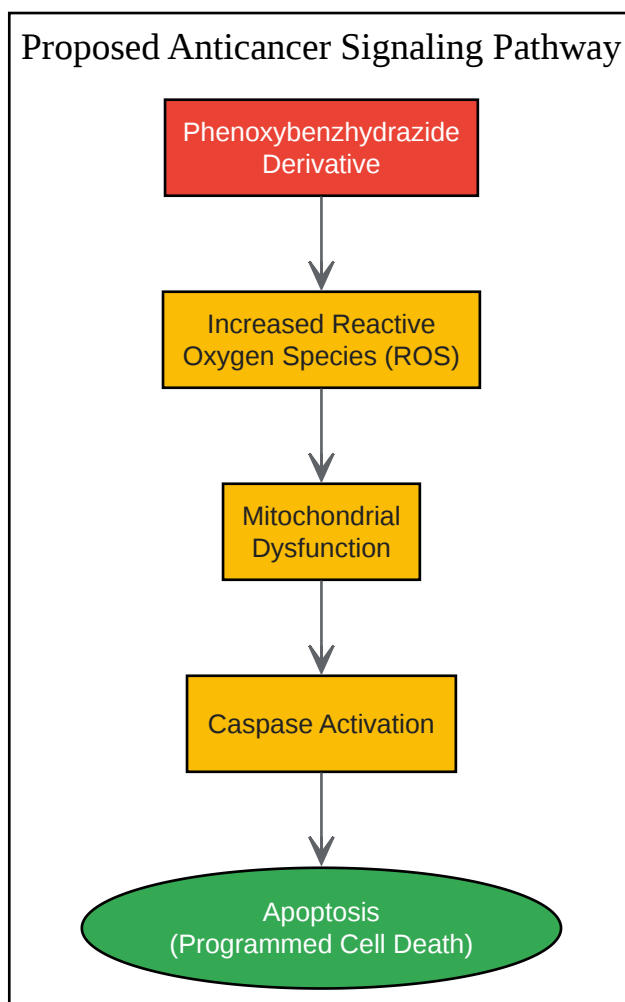 Proposed Anticancer Signaling Pathway
Phenoxybenzhydrazide
Derivative
Increased Reactive
Oxygen Species (ROS)
Mitochondrial
Dysfunction
Caspase Activation
Apoptosis
(Programmed Cell Death)